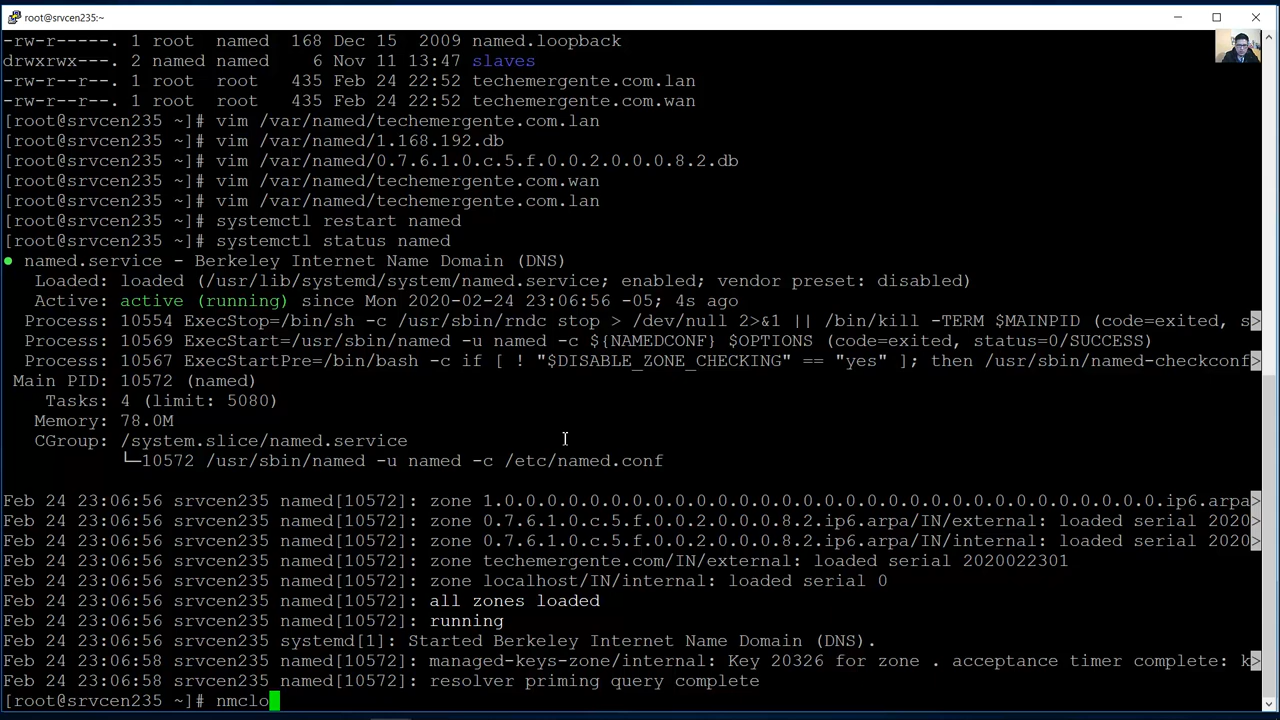 root@srvcen235:~
-rw-r-----. 1 root  named  168 Dec 15  2009 named.loopback
drwxrwx---. 2 named named    6 Nov 11 13:47 slaves
-rw-r--r--. 1 root  root   435 Feb 24 22:52 techemergente.com.lan
-rw-r--r--. 1 root  root   435 Feb 24 22:52 techemergente.com.wan
[root@srvcen235 ~]# vim /var/named/techemergente.com.lan
[root@srvcen235 ~]# vim /var/named/1.168.192.db
[root@srvcen235 ~]# vim /var/named/0.7.6.1.0.c.5.f.0.0.2.0.0.0.8.2.db
[root@srvcen235 ~]# vim /var/named/techemergente.com.wan
[root@srvcen235 ~]# vim /var/named/techemergente.com.lan
[root@srvcen235 ~]# systemctl restart named
[root@srvcen235 ~]# systemctl status named
● named.service - Berkeley Internet Name Domain (DNS)
   Loaded: loaded (/usr/lib/systemd/system/named.service; enabled; vendor preset: disabled)
   Active: active (running) since Mon 2020-02-24 23:06:56 -05; 4s ago
  Process: 10554 ExecStop=/bin/sh -c /usr/sbin/rndc stop > /dev/null 2>&1 || /bin/kill -TERM $MAINPID (code=exited, s>
  Process: 10569 ExecStart=/usr/sbin/named -u named -c ${NAMEDCONF} $OPTIONS (code=exited, status=0/SUCCESS)
  Process: 10567 ExecStartPre=/bin/bash -c if [ ! "$DISABLE_ZONE_CHECKING" == "yes" ]; then /usr/sbin/named-checkconf>
 Main PID: 10572 (named)
    Tasks: 4 (limit: 5080)
   Memory: 78.0M
   CGroup: /system.slice/named.service
           └─10572 /usr/sbin/named -u named -c /etc/named.conf
Feb 24 23:06:56 srvcen235 named[10572]: zone 1.0.0.0.0.0.0.0.0.0.0.0.0.0.0.0.0.0.0.0.0.0.0.0.0.0.0.0.0.0.0.0.ip6.arpa>
Feb 24 23:06:56 srvcen235 named[10572]: zone 0.7.6.1.0.c.5.f.0.0.2.0.0.0.8.2.ip6.arpa/IN/external: loaded serial 2020>
Feb 24 23:06:56 srvcen235 named[10572]: zone 0.7.6.1.0.c.5.f.0.0.2.0.0.0.8.2.ip6.arpa/IN/internal: loaded serial 2020>
Feb 24 23:06:56 srvcen235 named[10572]: zone techemergente.com/IN/external: loaded serial 2020022301
Feb 24 23:06:56 srvcen235 named[10572]: zone localhost/IN/internal: loaded serial 0
Feb 24 23:06:56 srvcen235 named[10572]: all zones loaded
Feb 24 23:06:56 srvcen235 named[10572]: running
Feb 24 23:06:56 srvcen235 systemd[1]: Started Berkeley Internet Name Domain (DNS).
Feb 24 23:06:58 srvcen235 named[10572]: managed-keys-zone/internal: Key 20326 for zone . acceptance timer complete: k>
Feb 24 23:06:58 srvcen235 named[10572]: resolver priming query complete
[root@srvcen235 ~]# nmclo